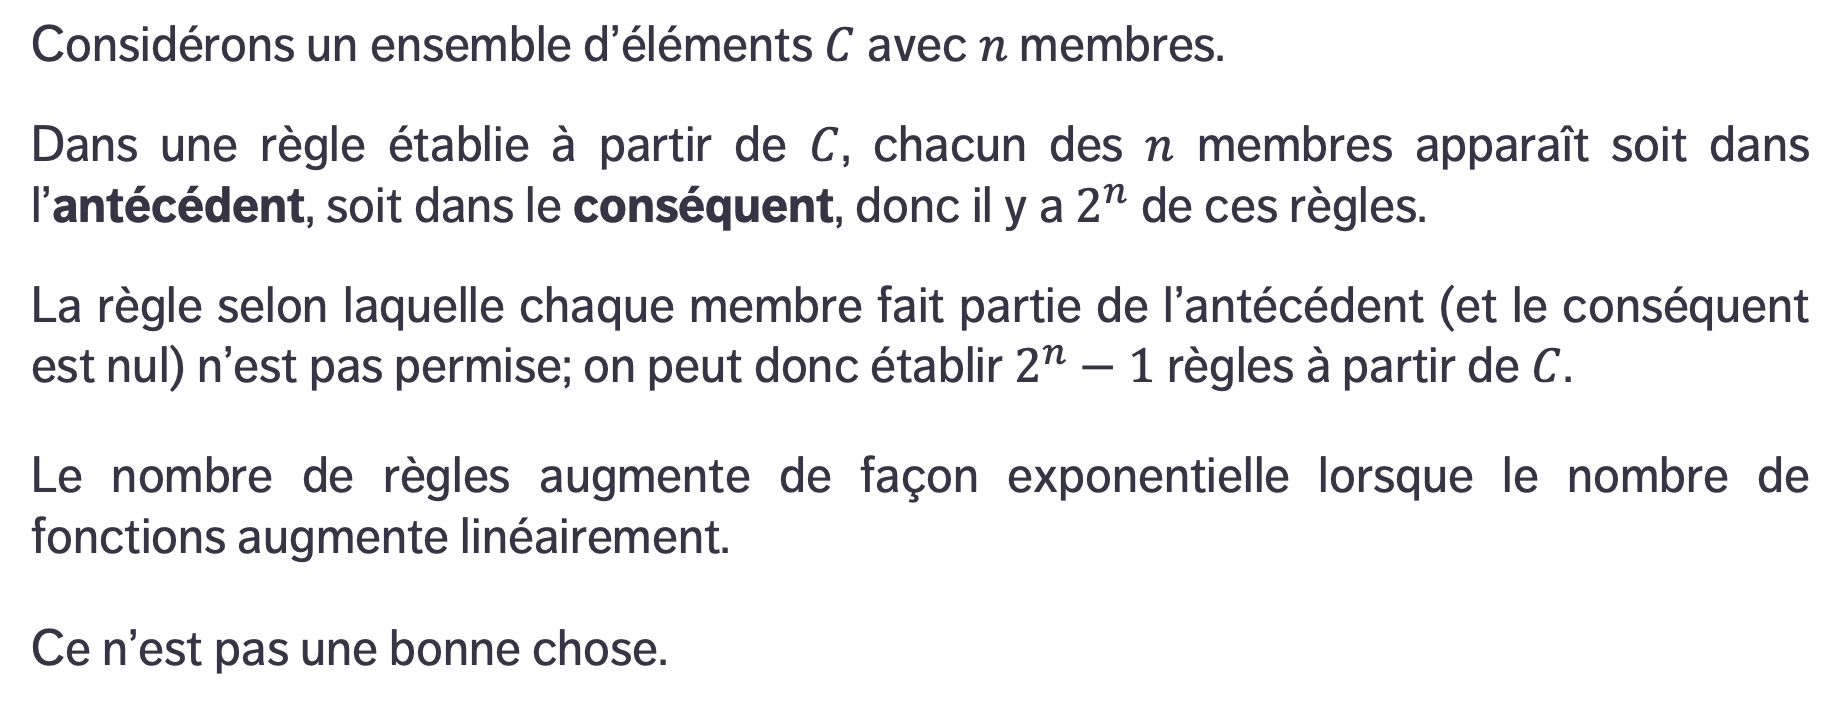 Considérons un ensemble d’éléments C avec n membres.
Dans une règle établie à partir de C, chacun des n membres apparaît soit dans
l’antécédent, soit dans le conséquent, donc il y a 2ⁿ de ces règles.
La règle selon laquelle chaque membre fait partie de l’antécédent (et le conséquent
est nul) n’est pas permise; on peut donc établir 2ⁿ − 1 règles à partir de C.
Le nombre de règles augmente de façon exponentielle lorsque le nombre de
fonctions augmente linéairement.
Ce n’est pas une bonne chose.